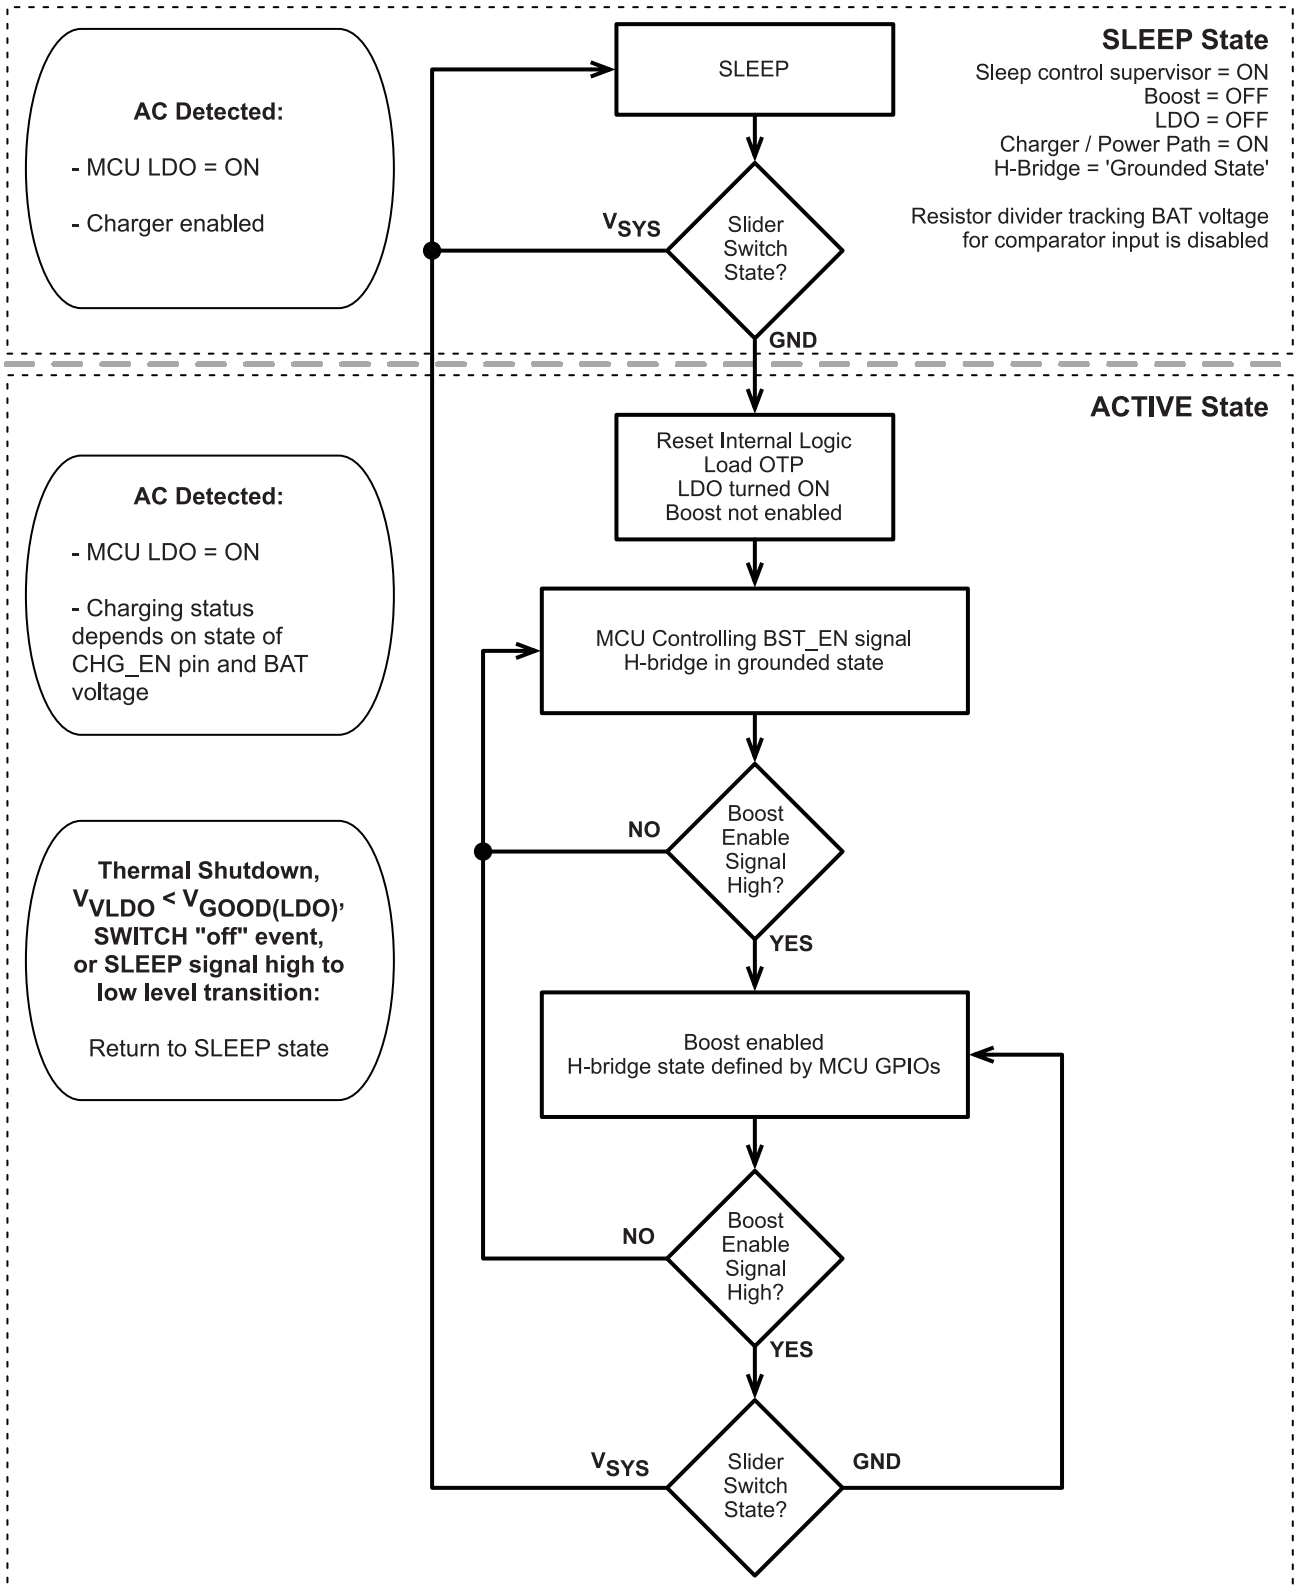 SLEEP State
Sleep control supervisor = ON
Boost = OFF
LDO = OFF
Charger / Power Path = ON
H-Bridge = 'Grounded State'
Resistor divider tracking BAT voltage
for comparator input is disabled
AC Detected:
- MCU LDO = ON
- Charger enabled
SLEEP
Slider
Switch
State?
VSYS
GND
ACTIVE State
AC Detected:
- MCU LDO = ON
- Charging status
depends on state of
CHG_EN pin and BAT
voltage
Thermal Shutdown,
VVLDO < VGOOD(LDO),
SWITCH "off" event,
or SLEEP signal high to
low level transition:
Return to SLEEP state
Reset Internal Logic
Load OTP
LDO turned ON
Boost not enabled
MCU Controlling BST_EN signal
H-bridge in grounded state
Boost
Enable
Signal
High?
NO
YES
Boost enabled
H-bridge state defined by MCU GPIOs
Boost
Enable
Signal
High?
NO
YES
Slider
Switch
State?
VSYS
GND